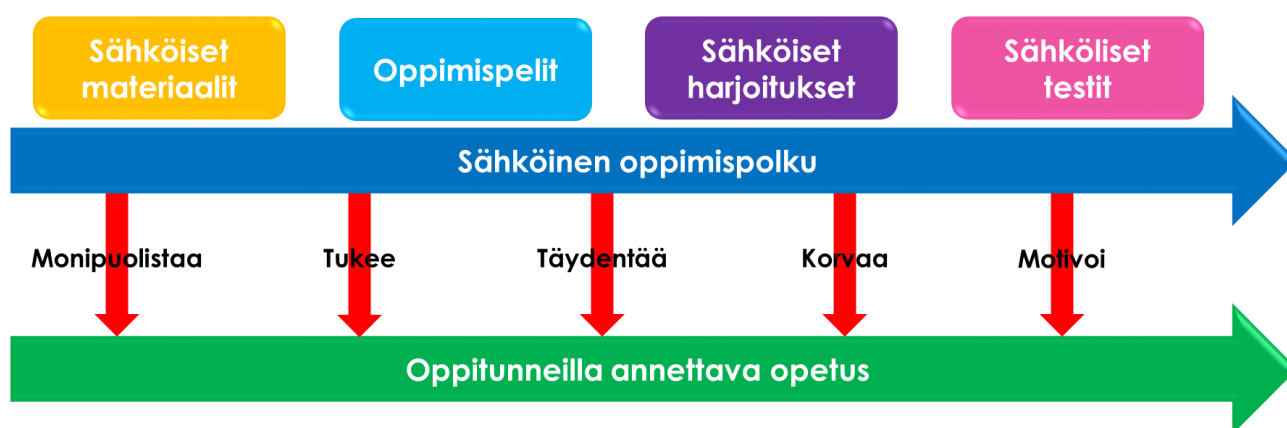 Sähköiset
materiaalit
Oppimispelit
Sähköiset
harjoitukset
Sähköliset
testit
Sähköinen oppimispolku
Monipuolistaa
Tukee
Täydentää
Korvaa
Motivoi
Oppitunneilla annettava opetus